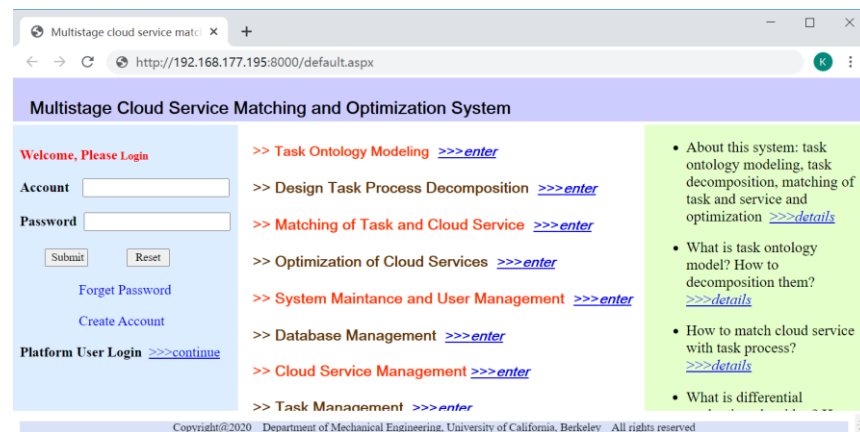 Multistage cloud service matcl
http://192.168.177.195:8000/default.aspx
K
Multistage Cloud Service Matching and Optimization System
Welcome, Please Login
Account
Password
Submit Reset
Forget Password
Create Account
Platform User Login >>>continue
>> Task Ontology Modeling >>>enter
>> Design Task Process Decomposition >>>enter
>> Matching of Task and Cloud Service >>>enter
>> Optimization of Cloud Services >>>enter
>> System Maintance and User Management >>>enter
>> Database Management >>>enter
>> Cloud Service Management >>>enter
>> Task Management >>>enter
• About this system: task
ontology modeling, task
decomposition, matching of
task and service and
optimization >>>details
• What is task ontology
model? How to
decomposition them?
>>>details
• How to match cloud service
with task process?
>>>details
• What is differential
Copyright@2020 Department of Mechanical Engineering, University of California, Berkeley All rights reserved